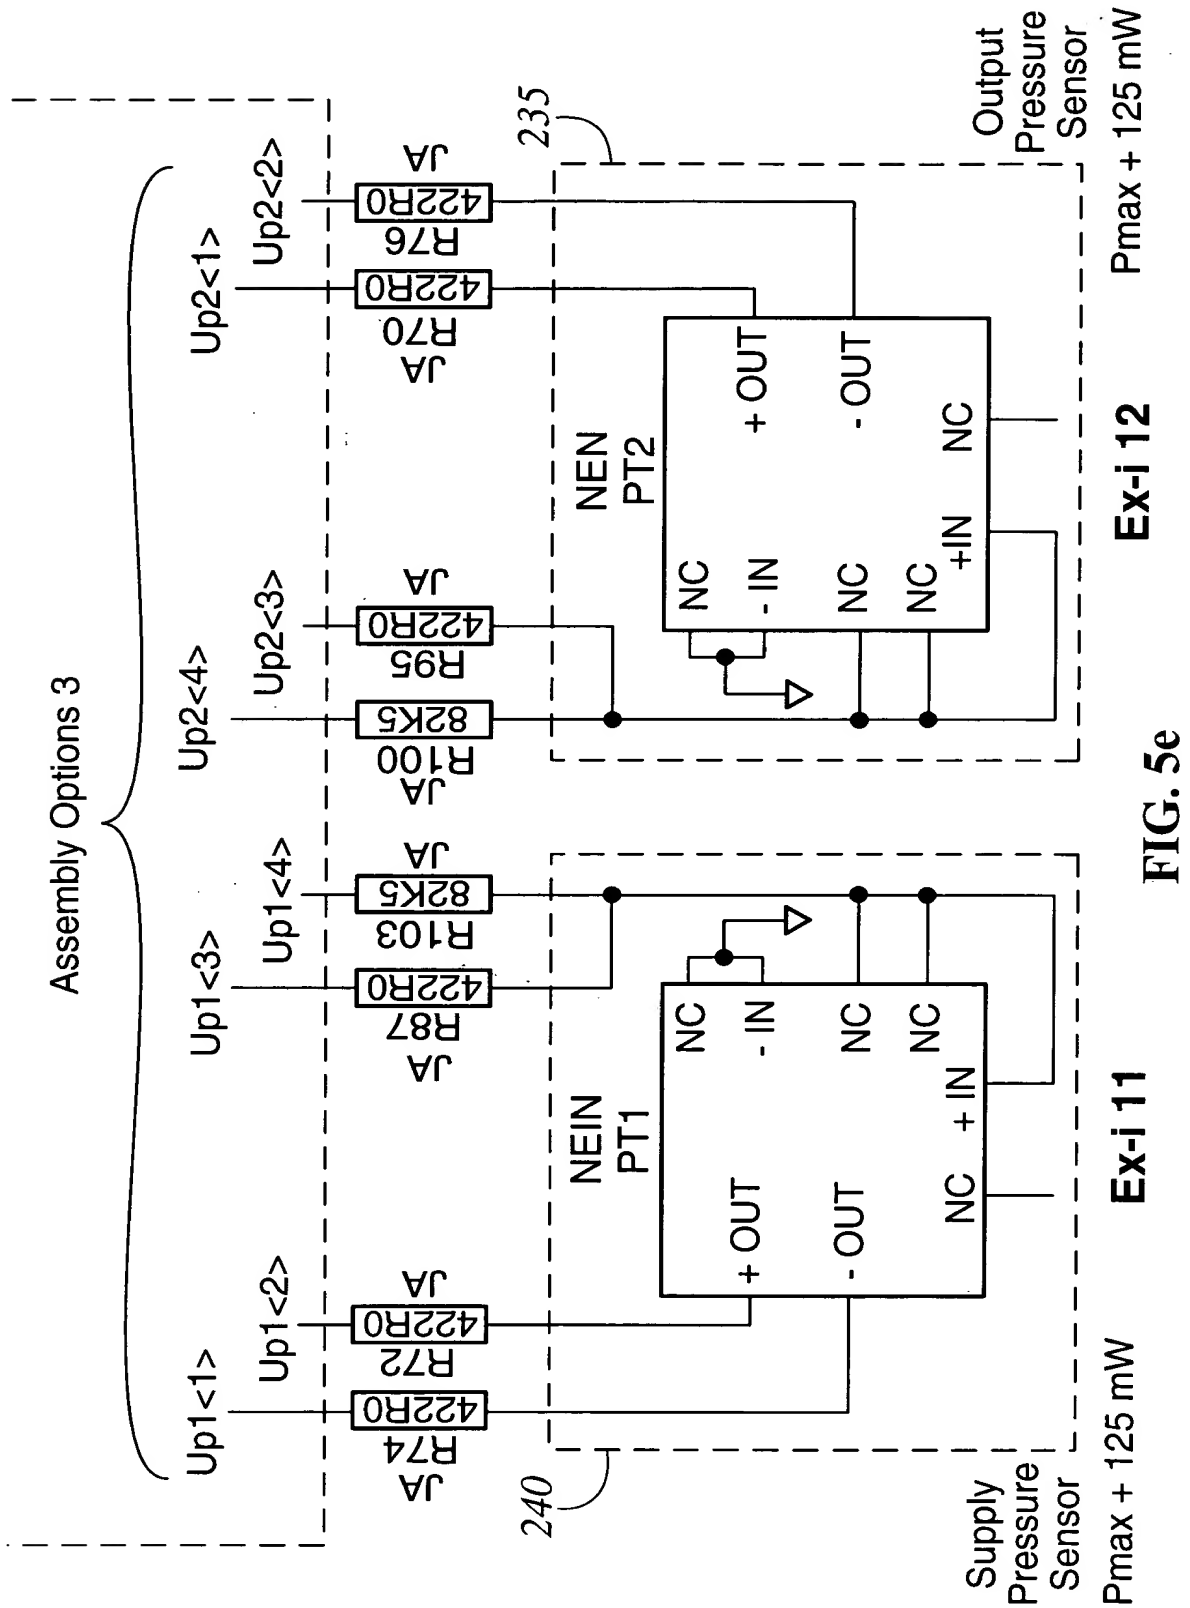 Assembly Options 3
Up1<1>
Up1<2>
Up1<3>
Up1<4>
Up2<4>
Up2<3>
Up2<1>
Up2<2>
JA
R74
422R0
R72
422R0
JA
JA
R87
422R0
R103
82K5
JA
JA
R100
82K5
R95
422R0
JA
JA
R70
422R0
R76
422R0
JA
240
NEIN
PT1
+ OUT
- OUT
NC
- IN
NC
NC
NC
+ IN
235
NEN
PT2
NC
- IN
NC
NC
+ OUT
- OUT
+IN
NC
Supply
Pressure
Sensor
Pmax + 125 mW
Ex-i 11
Ex-i 12
Output
Pressure
Sensor
Pmax + 125 mW
FIG. 5e